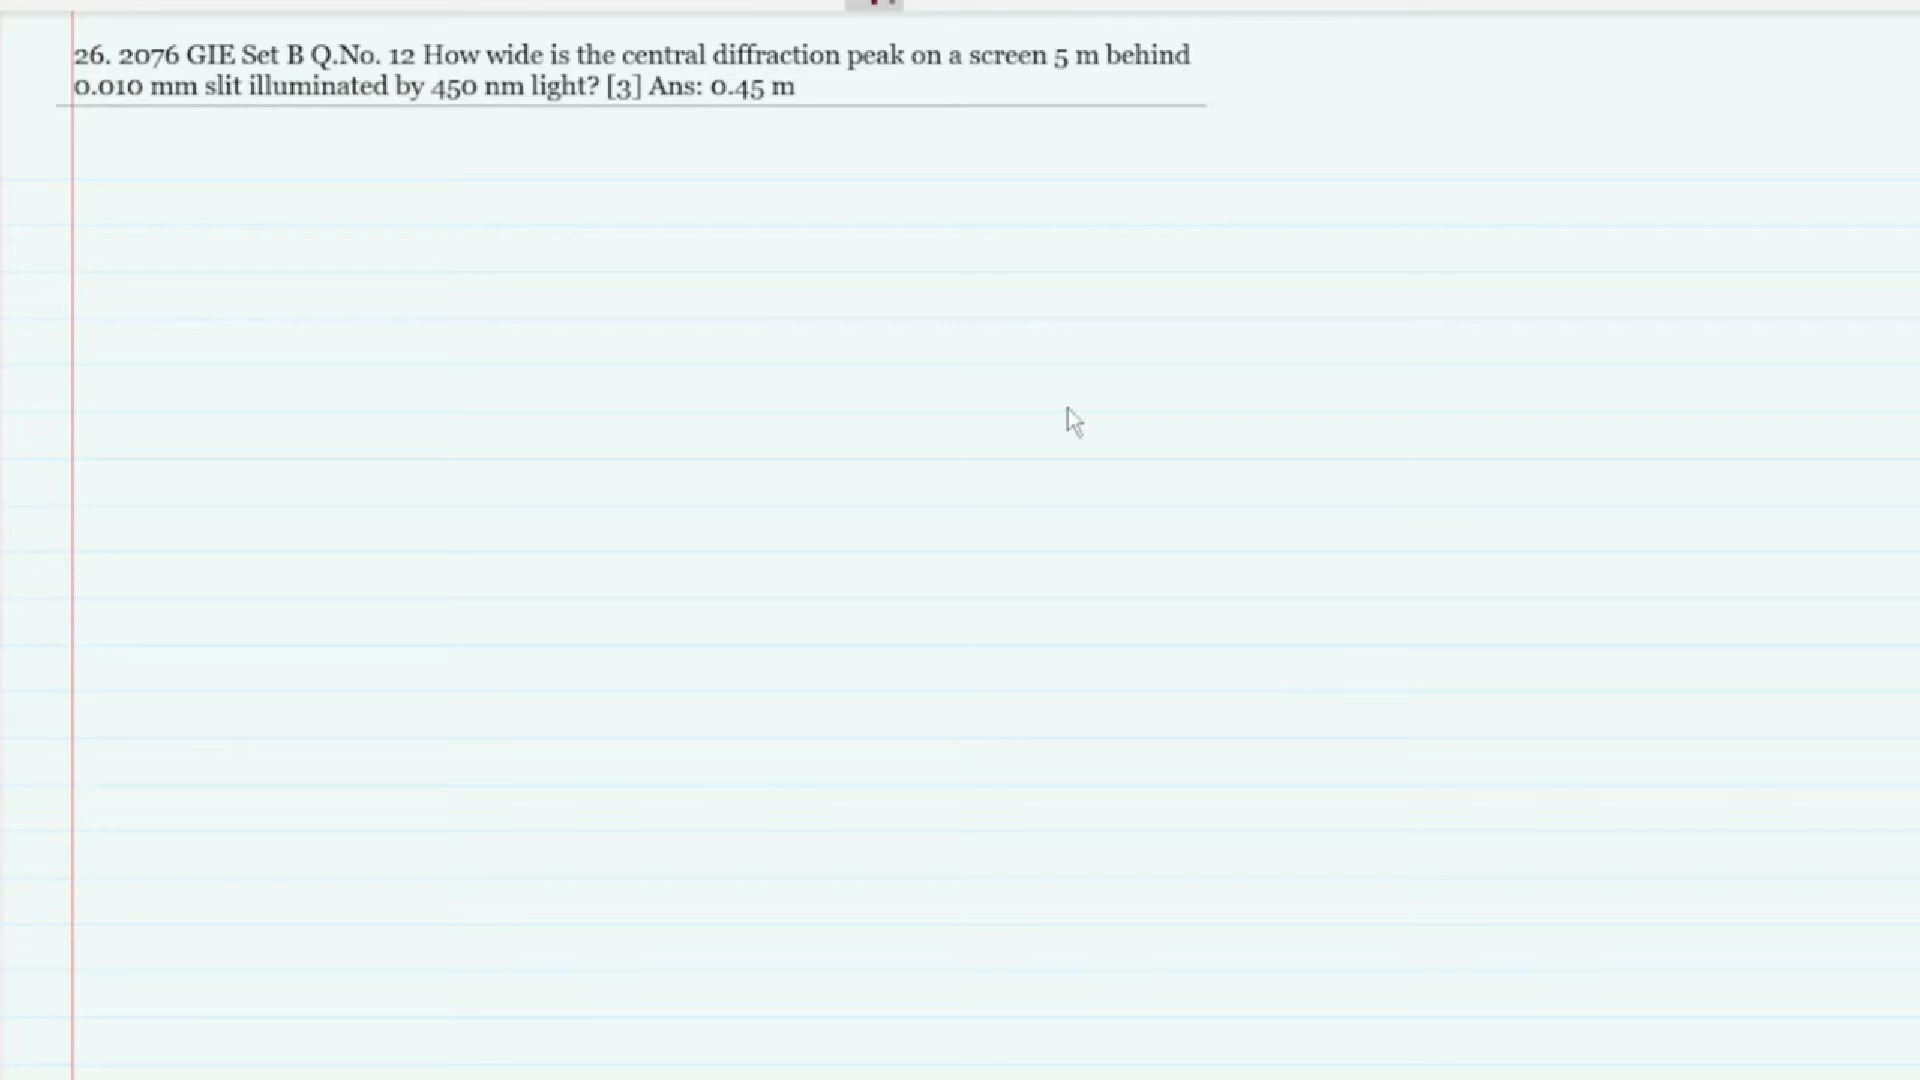 26. 2076 GIE Set B Q.No. 12 How wide is the central diffraction peak on a screen 5 m behind
0.010 mm slit illuminated by 450 nm light? [3] Ans: 0.45 m